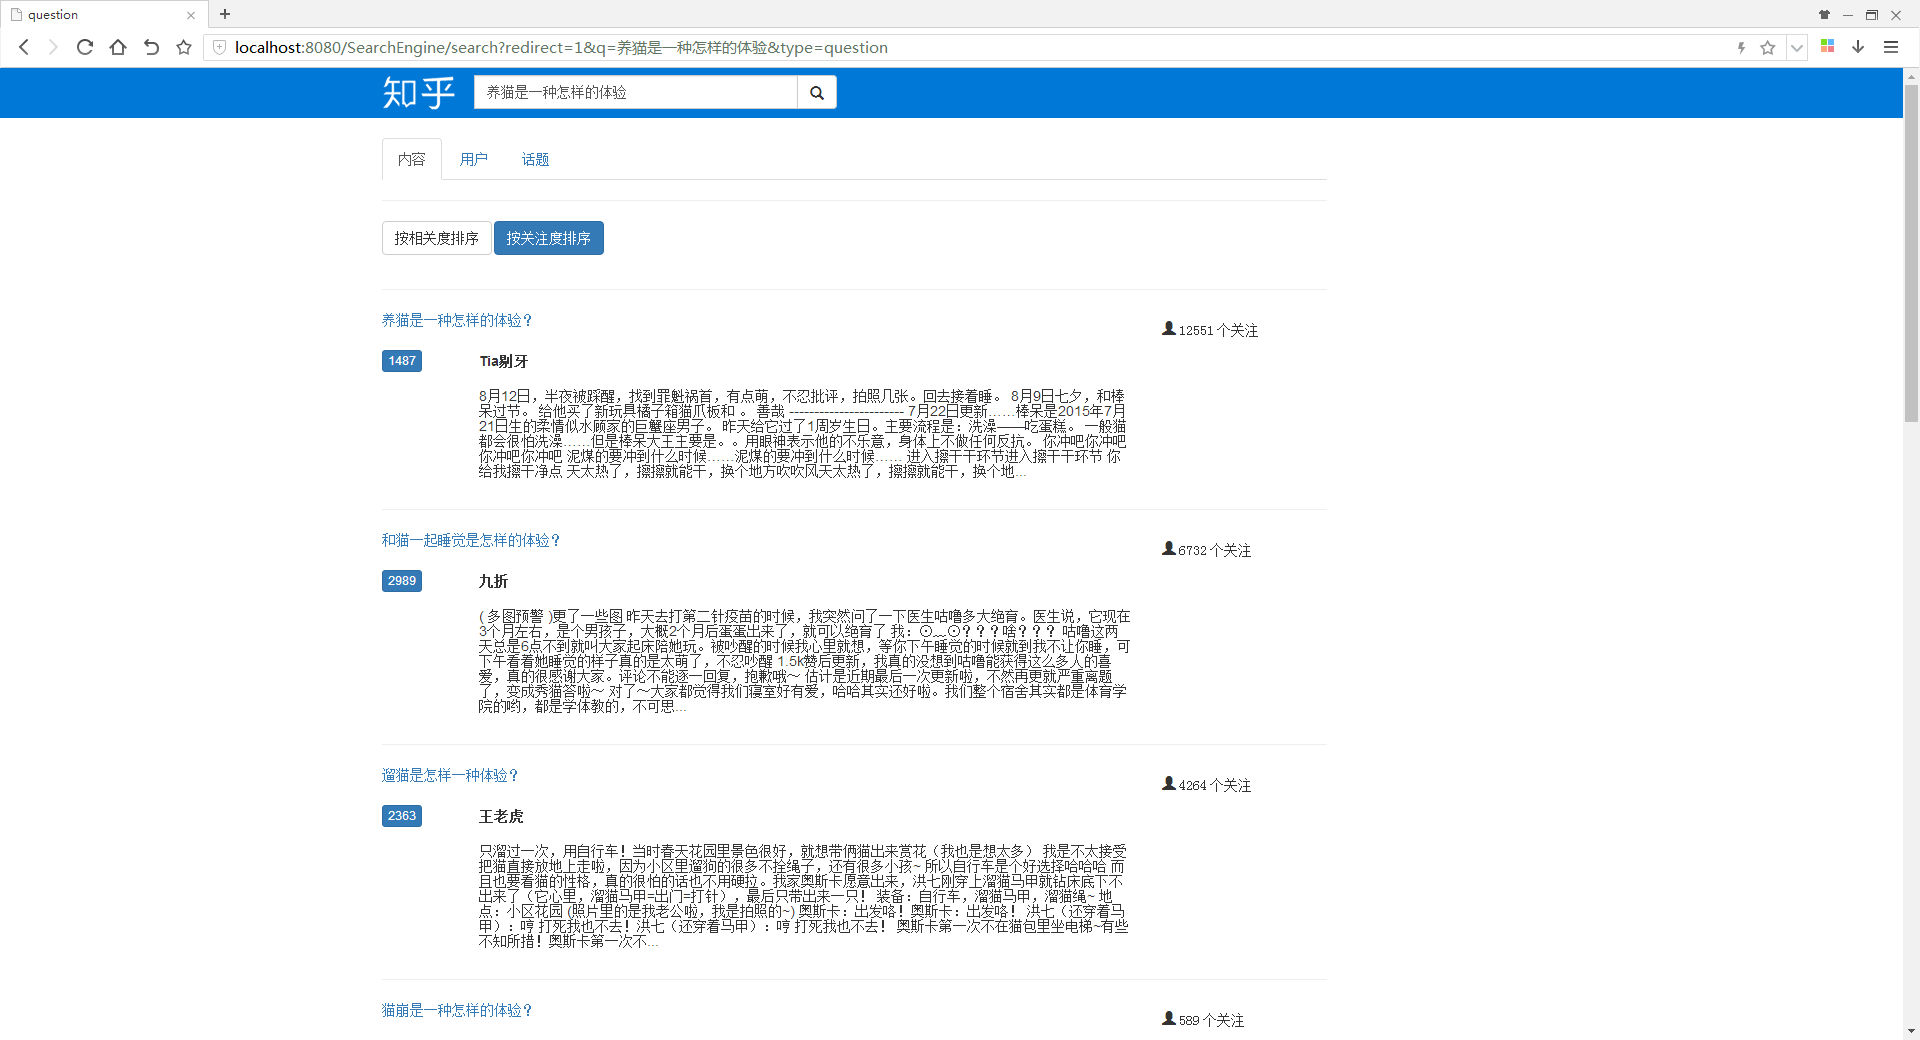 question
localhost:8080/SearchEngine/search?redirect=1&q=养猫是一种怎样的体验&type=question
知乎
养猫是一种怎样的体验
内容 用户 话题
按相关度排序 按关注度排序
养猫是一种怎样的体验？
12551 个关注
1487 Tia剔牙
8月12日，半夜被踩醒，找到罪魁祸首，有点萌，不忍批评，拍照几张。回去接着睡。 8月9日七夕，和棒
呆过节。 给他买了新玩具橘子箱猫爪板和 。 善哉 ----------------------- 7月22日更新……棒呆是2015年7月
21日生的柔情似水顾家的巨蟹座男子。 昨天给它过了1周岁生日。主要流程是：洗澡——吃蛋糕。 一般猫
都会很怕洗澡……但是棒呆大王主要是。。用眼神表示他的不乐意，身体上不做任何反抗。 你冲吧你冲吧
你冲吧你冲吧 泥煤的要冲到什么时候……泥煤的要冲到什么时候…… 进入擦干干环节进入擦干干环节 你
给我擦干净点 天太热了，擦擦就能干，换个地方吹吹风天太热了，擦擦就能干，换个地...
和猫一起睡觉是怎样的体验？
6732 个关注
2989 九折
( 多图预警 )更了一些图 昨天去打第二针疫苗的时候，我突然问了一下医生咕噜多大绝育。医生说，它现在
3个月左右，是个男孩子，大概2个月后蛋蛋出来了，就可以绝育了 我：⊙﹏⊙？？？啥？？？ 咕噜这两
天总是6点不到就叫大家起床陪她玩。被吵醒的时候我心里就想，等你下午睡觉的时候就到我不让你睡，可
下午看着她睡觉的样子真的是太萌了，不忍吵醒 1.5k赞后更新，我真的没想到咕噜能获得这么多人的喜
爱，真的很感谢大家。评论不能逐一回复，抱歉哦～ 估计是近期最后一次更新啦，不然再更就严重离题
了，变成秀猫答啦～ 对了～大家都觉得我们寝室好有爱，哈哈其实还好啦。我们整个宿舍其实都是体育学
院的哟，都是学体教的，不可思...
遛猫是怎样一种体验？
4264 个关注
2363 王老虎
只溜过一次，用自行车！当时春天花园里景色很好，就想带俩猫出来赏花（我也是想太多） 我是不太接受
把猫直接放地上走啦，因为小区里遛狗的很多不拴绳子，还有很多小孩~ 所以自行车是个好选择哈哈哈 而
且也要看猫的性格，真的很怕的话也不用硬拉。我家奥斯卡愿意出来，洪七刚穿上溜猫马甲就钻床底下不
出来了（它心里，溜猫马甲=出门=打针），最后只带出来一只！ 装备：自行车，溜猫马甲，溜猫绳~ 地
点：小区花园 (照片里的是我老公啦，我是拍照的~) 奥斯卡：出发咯！奥斯卡：出发咯！ 洪七（还穿着马
甲）：哼 打死我也不去！洪七（还穿着马甲）：哼 打死我也不去！ 奥斯卡第一次不在猫包里坐电梯~有些
不知所措！奥斯卡第一次不...
猫崩是一种怎样的体验？
589 个关注